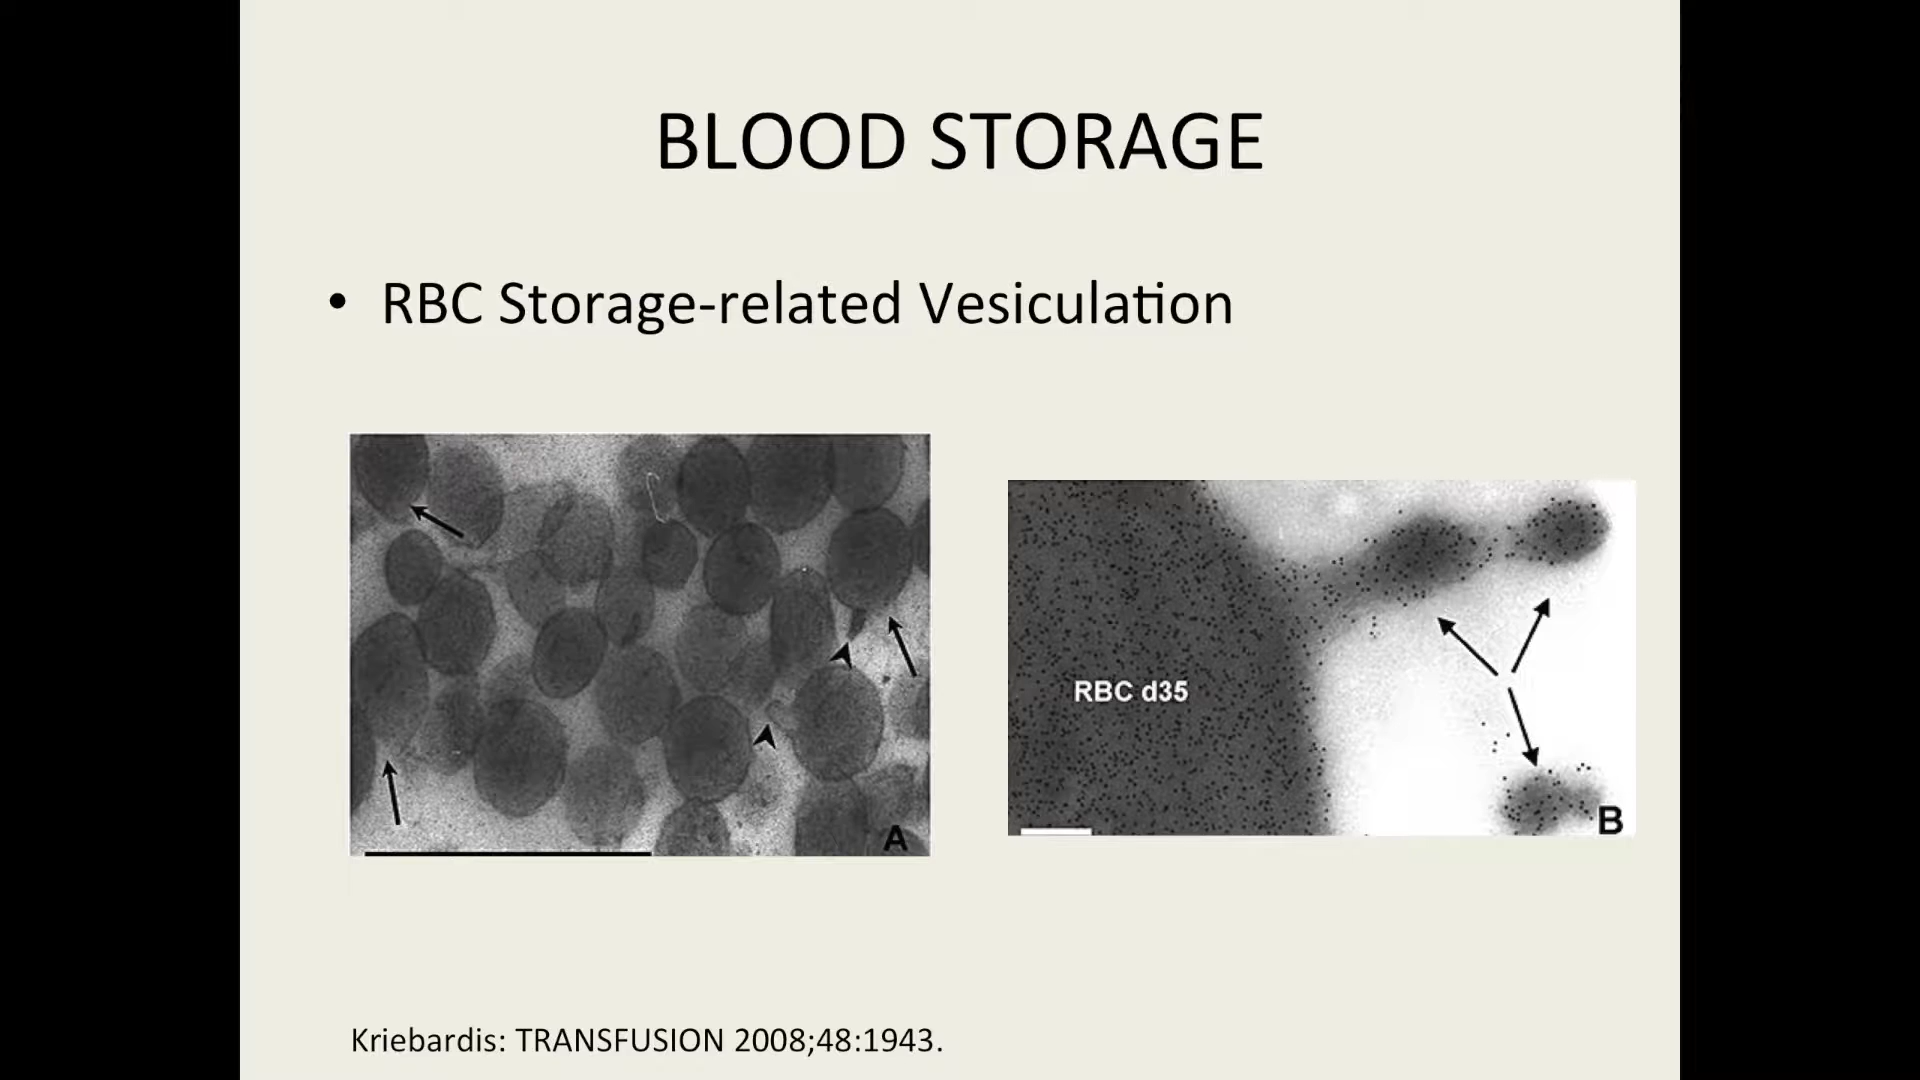 BLOOD STORAGE
• RBC Storage-related Vesiculation
A
RBC d35
B
Kriebardis: TRANSFUSION 2008;48:1943.